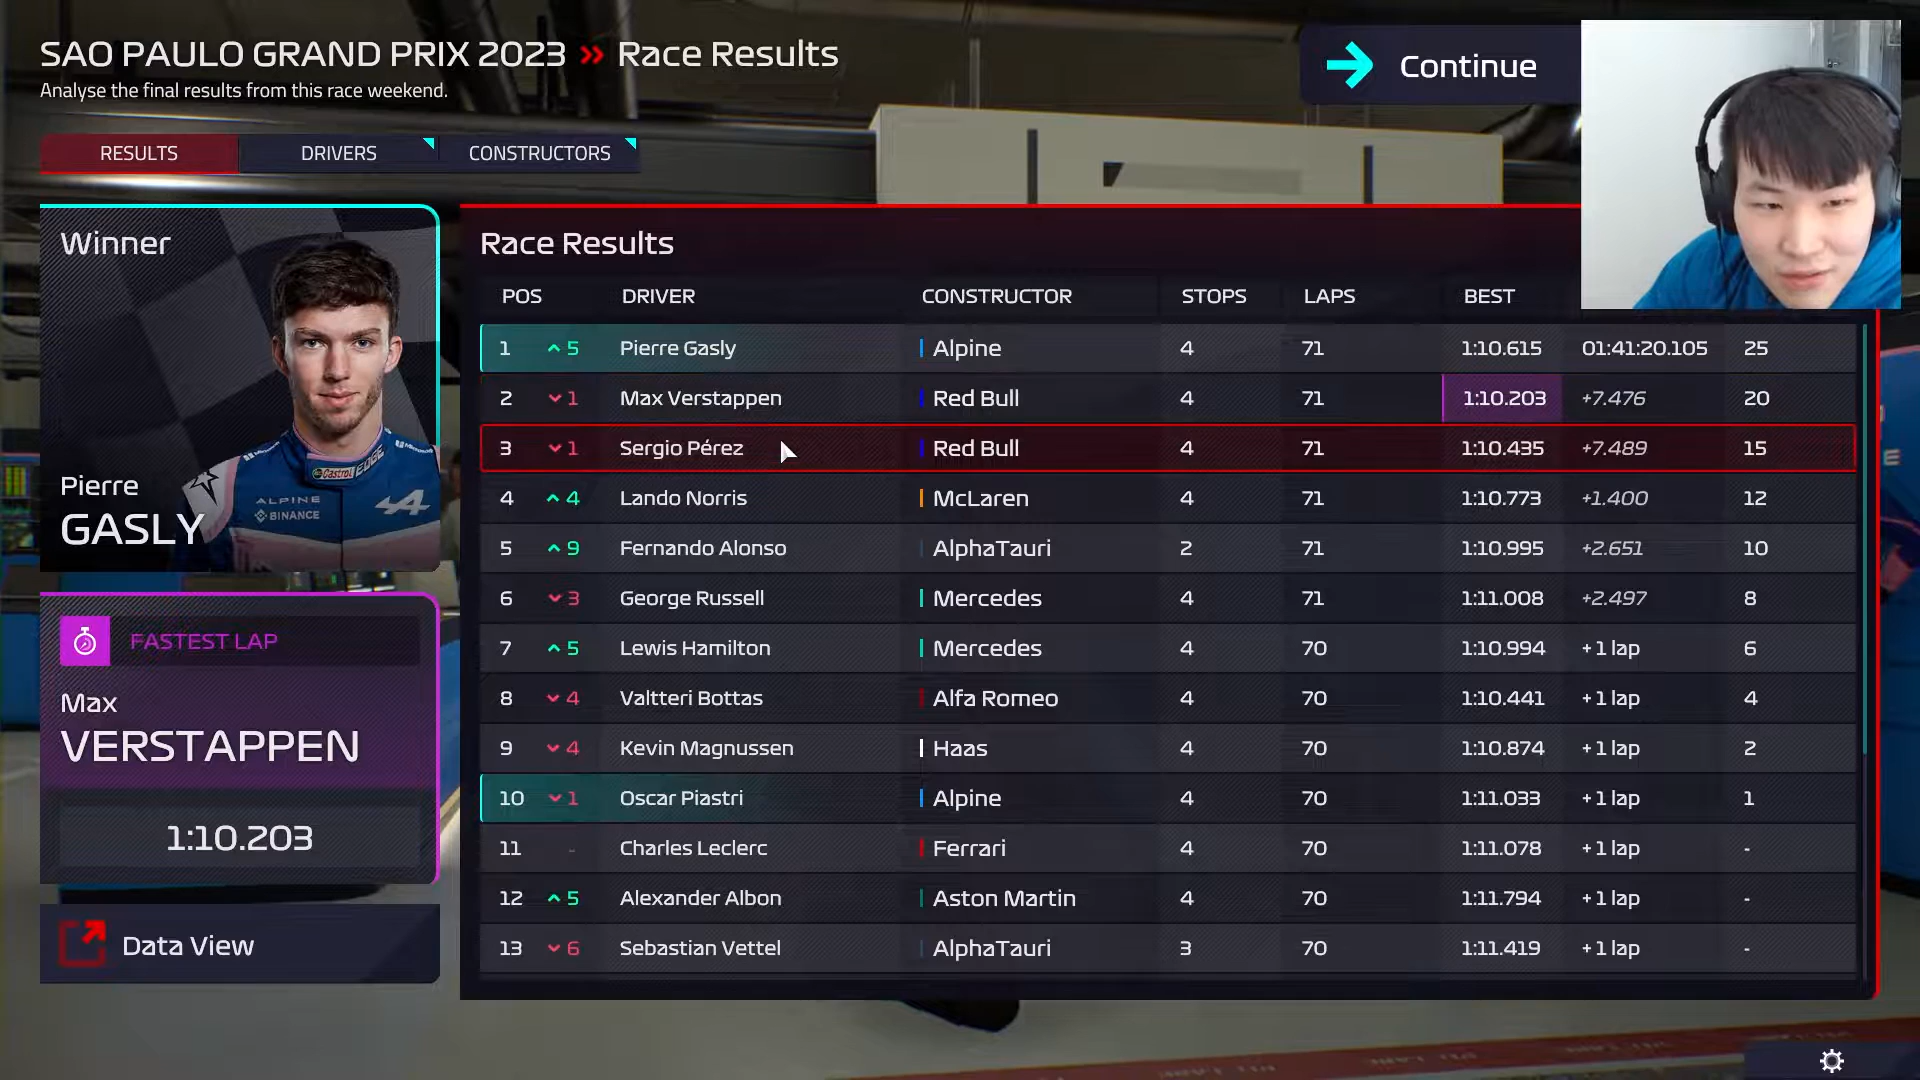 SAO PAULO GRAND PRIX 2023 » Race Results
Analyse the final results from this race weekend.
Continue
RESULTS DRIVERS CONSTRUCTORS
Winner
Pierre
GASLY
ALPINE
BINANCE
Castrol EDGE
FASTEST LAP
Max
VERSTAPPEN
1:10.203
Data View
Race Results
POS DRIVER CONSTRUCTOR STOPS LAPS BEST
1 5 Pierre Gasly Alpine 4 71 1:10.615 01:41:20.105 25
2 1 Max Verstappen Red Bull 4 71 1:10.203 +7.476 20
3 1 Sergio Pérez Red Bull 4 71 1:10.435 +7.489 15
4 4 Lando Norris McLaren 4 71 1:10.773 +1.400 12
5 9 Fernando Alonso AlphaTauri 2 71 1:10.995 +2.651 10
6 3 George Russell Mercedes 4 71 1:11.008 +2.497 8
7 5 Lewis Hamilton Mercedes 4 70 1:10.994 +1 lap 6
8 4 Valtteri Bottas Alfa Romeo 4 70 1:10.441 +1 lap 4
9 4 Kevin Magnussen Haas 4 70 1:10.874 +1 lap 2
10 1 Oscar Piastri Alpine 4 70 1:11.033 +1 lap 1
11 - Charles Leclerc Ferrari 4 70 1:11.078 +1 lap -
12 5 Alexander Albon Aston Martin 4 70 1:11.794 +1 lap -
13 6 Sebastian Vettel AlphaTauri 3 70 1:11.419 +1 lap -